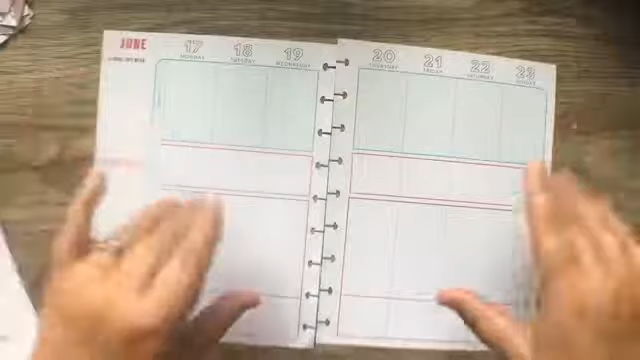 JUNE
17 18 19
MONDAY TUESDAY WEDNESDAY
20 21 22 23
THURSDAY FRIDAY SATURDAY SUNDAY